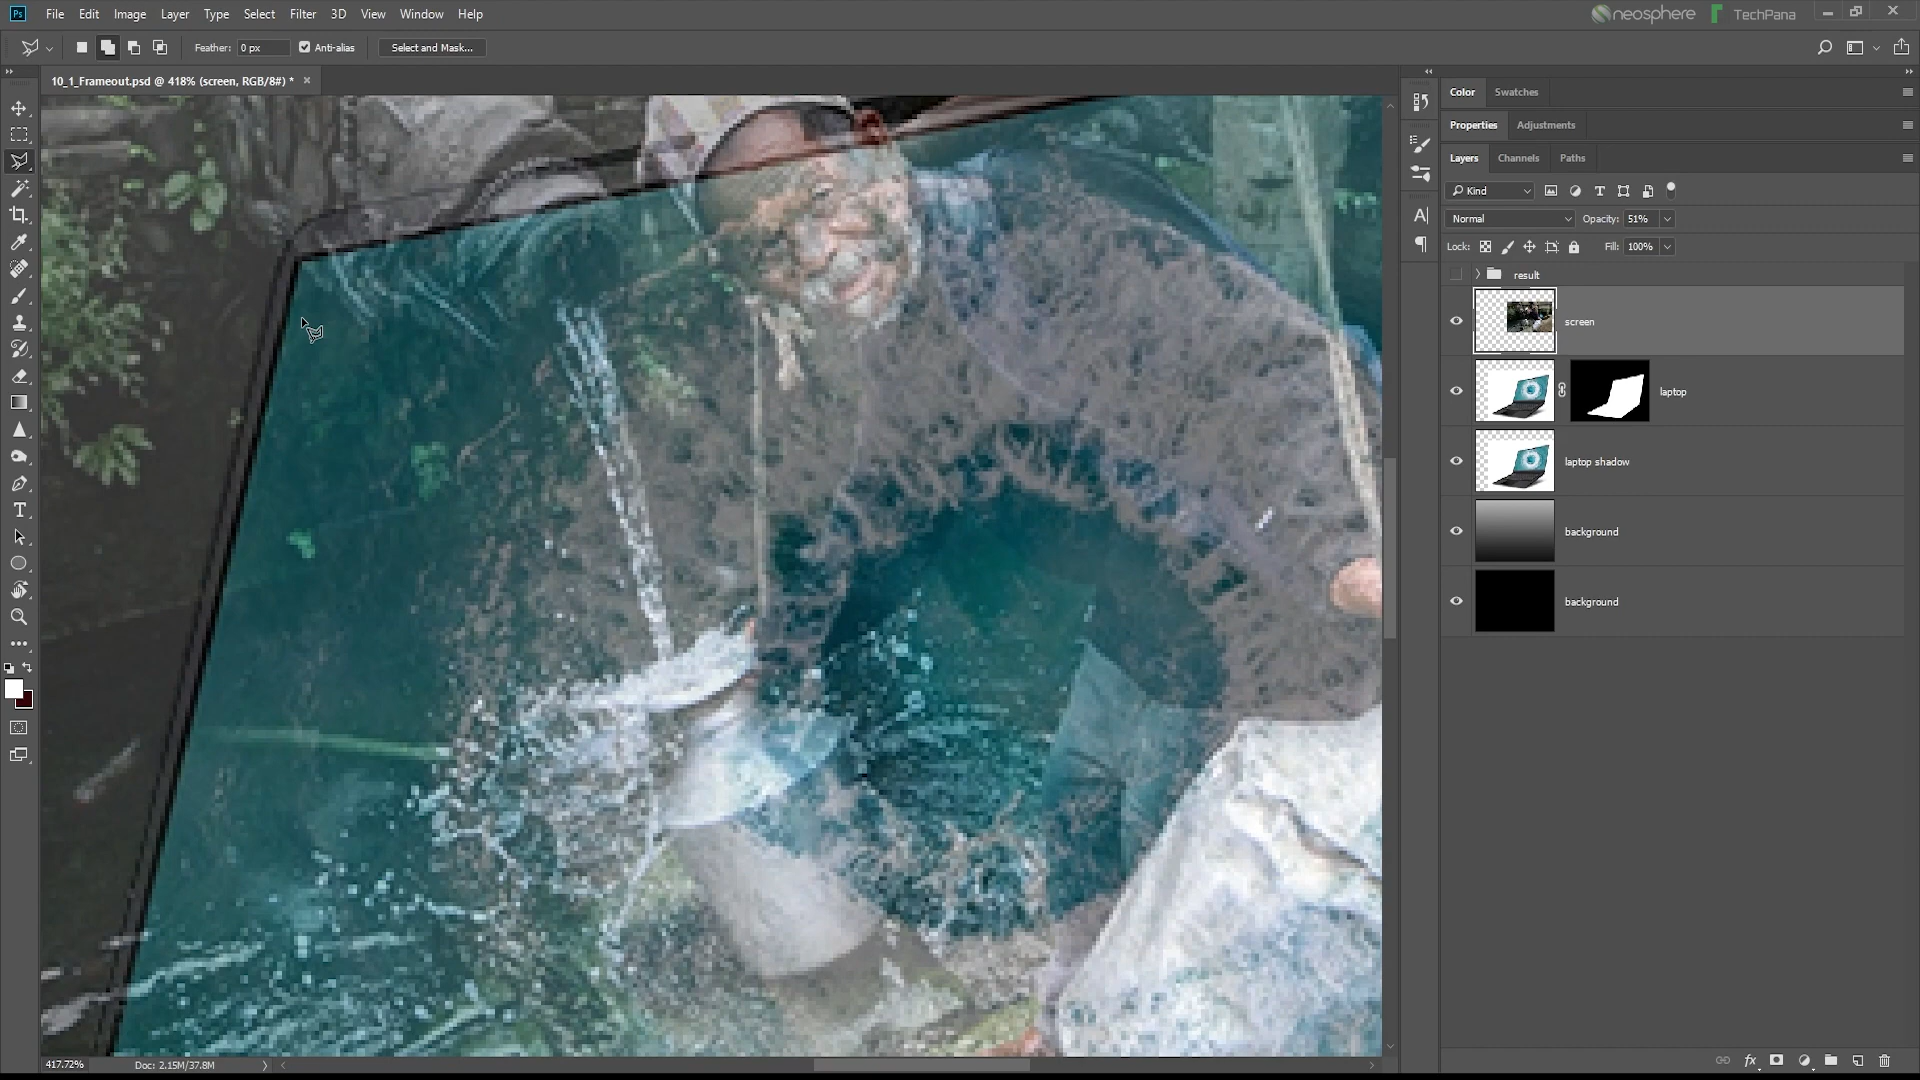 Ps File Edit Image Layer Type Select Filter 3D View Window Help neosphere TechPana
Feather: 0 px Anti-alias Select and Mask...
10_1_Frameout.psd @ 418% (screen, RGB/8#) * ×
Color Swatches
Properties Adjustments
Layers Channels Paths
Kind
Normal Opacity: 51%
Lock: Fill: 100%
result
screen
laptop
laptop shadow
background
background
417.72% Doc: 2.15M/37.8M